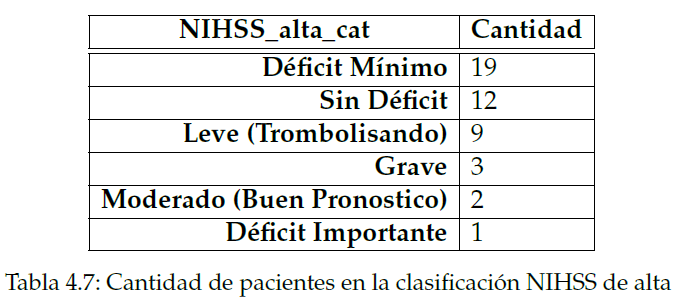 NIHSS_alta_cat Cantidad
Déficit Mínimo 19
Sin Déficit 12
Leve (Trombolisando) 9
Grave 3
Moderado (Buen Pronostico) 2
Déficit Importante 1
Tabla 4.7: Cantidad de pacientes en la clasificación NIHSS de alta